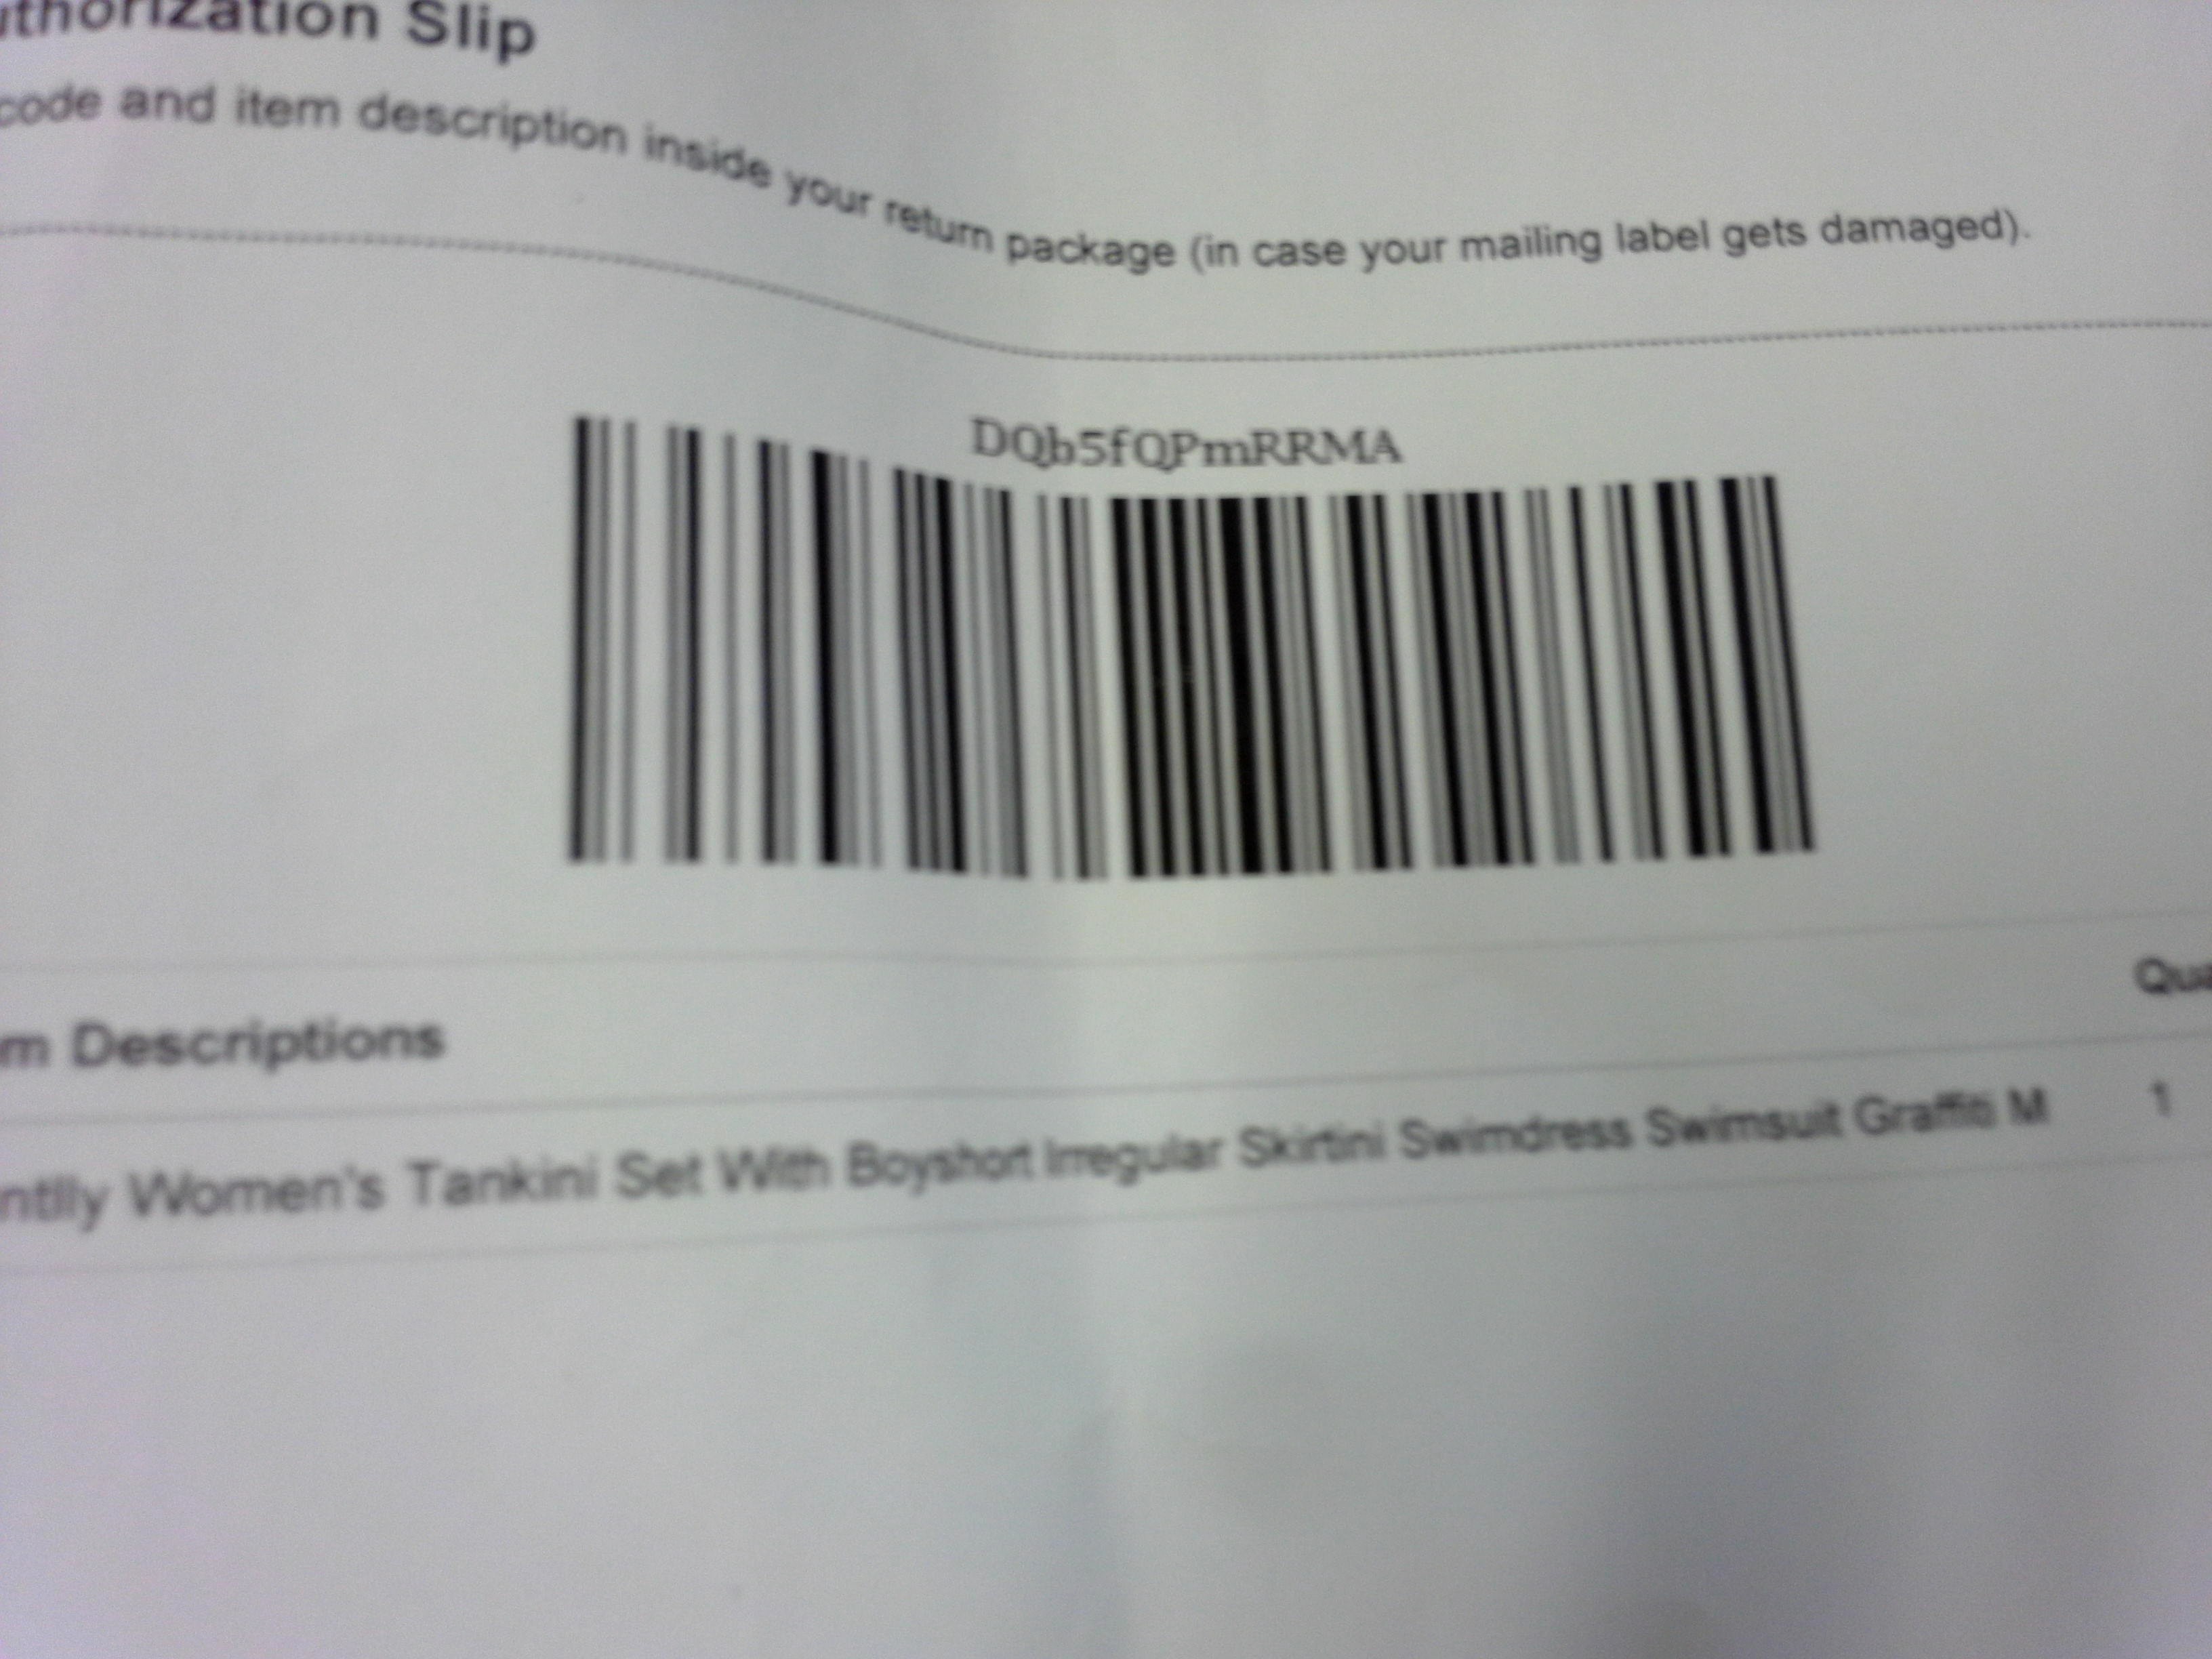 uthorization Slip
code and item description inside your return package (in case your mailing label gets damaged).
DQb5fQPmRRMA
Qua
m Descriptions
ntlly Women's Tankini Set With Boyshort Irregular Skirtini Swimdress Swimsuit Graffiti M 1